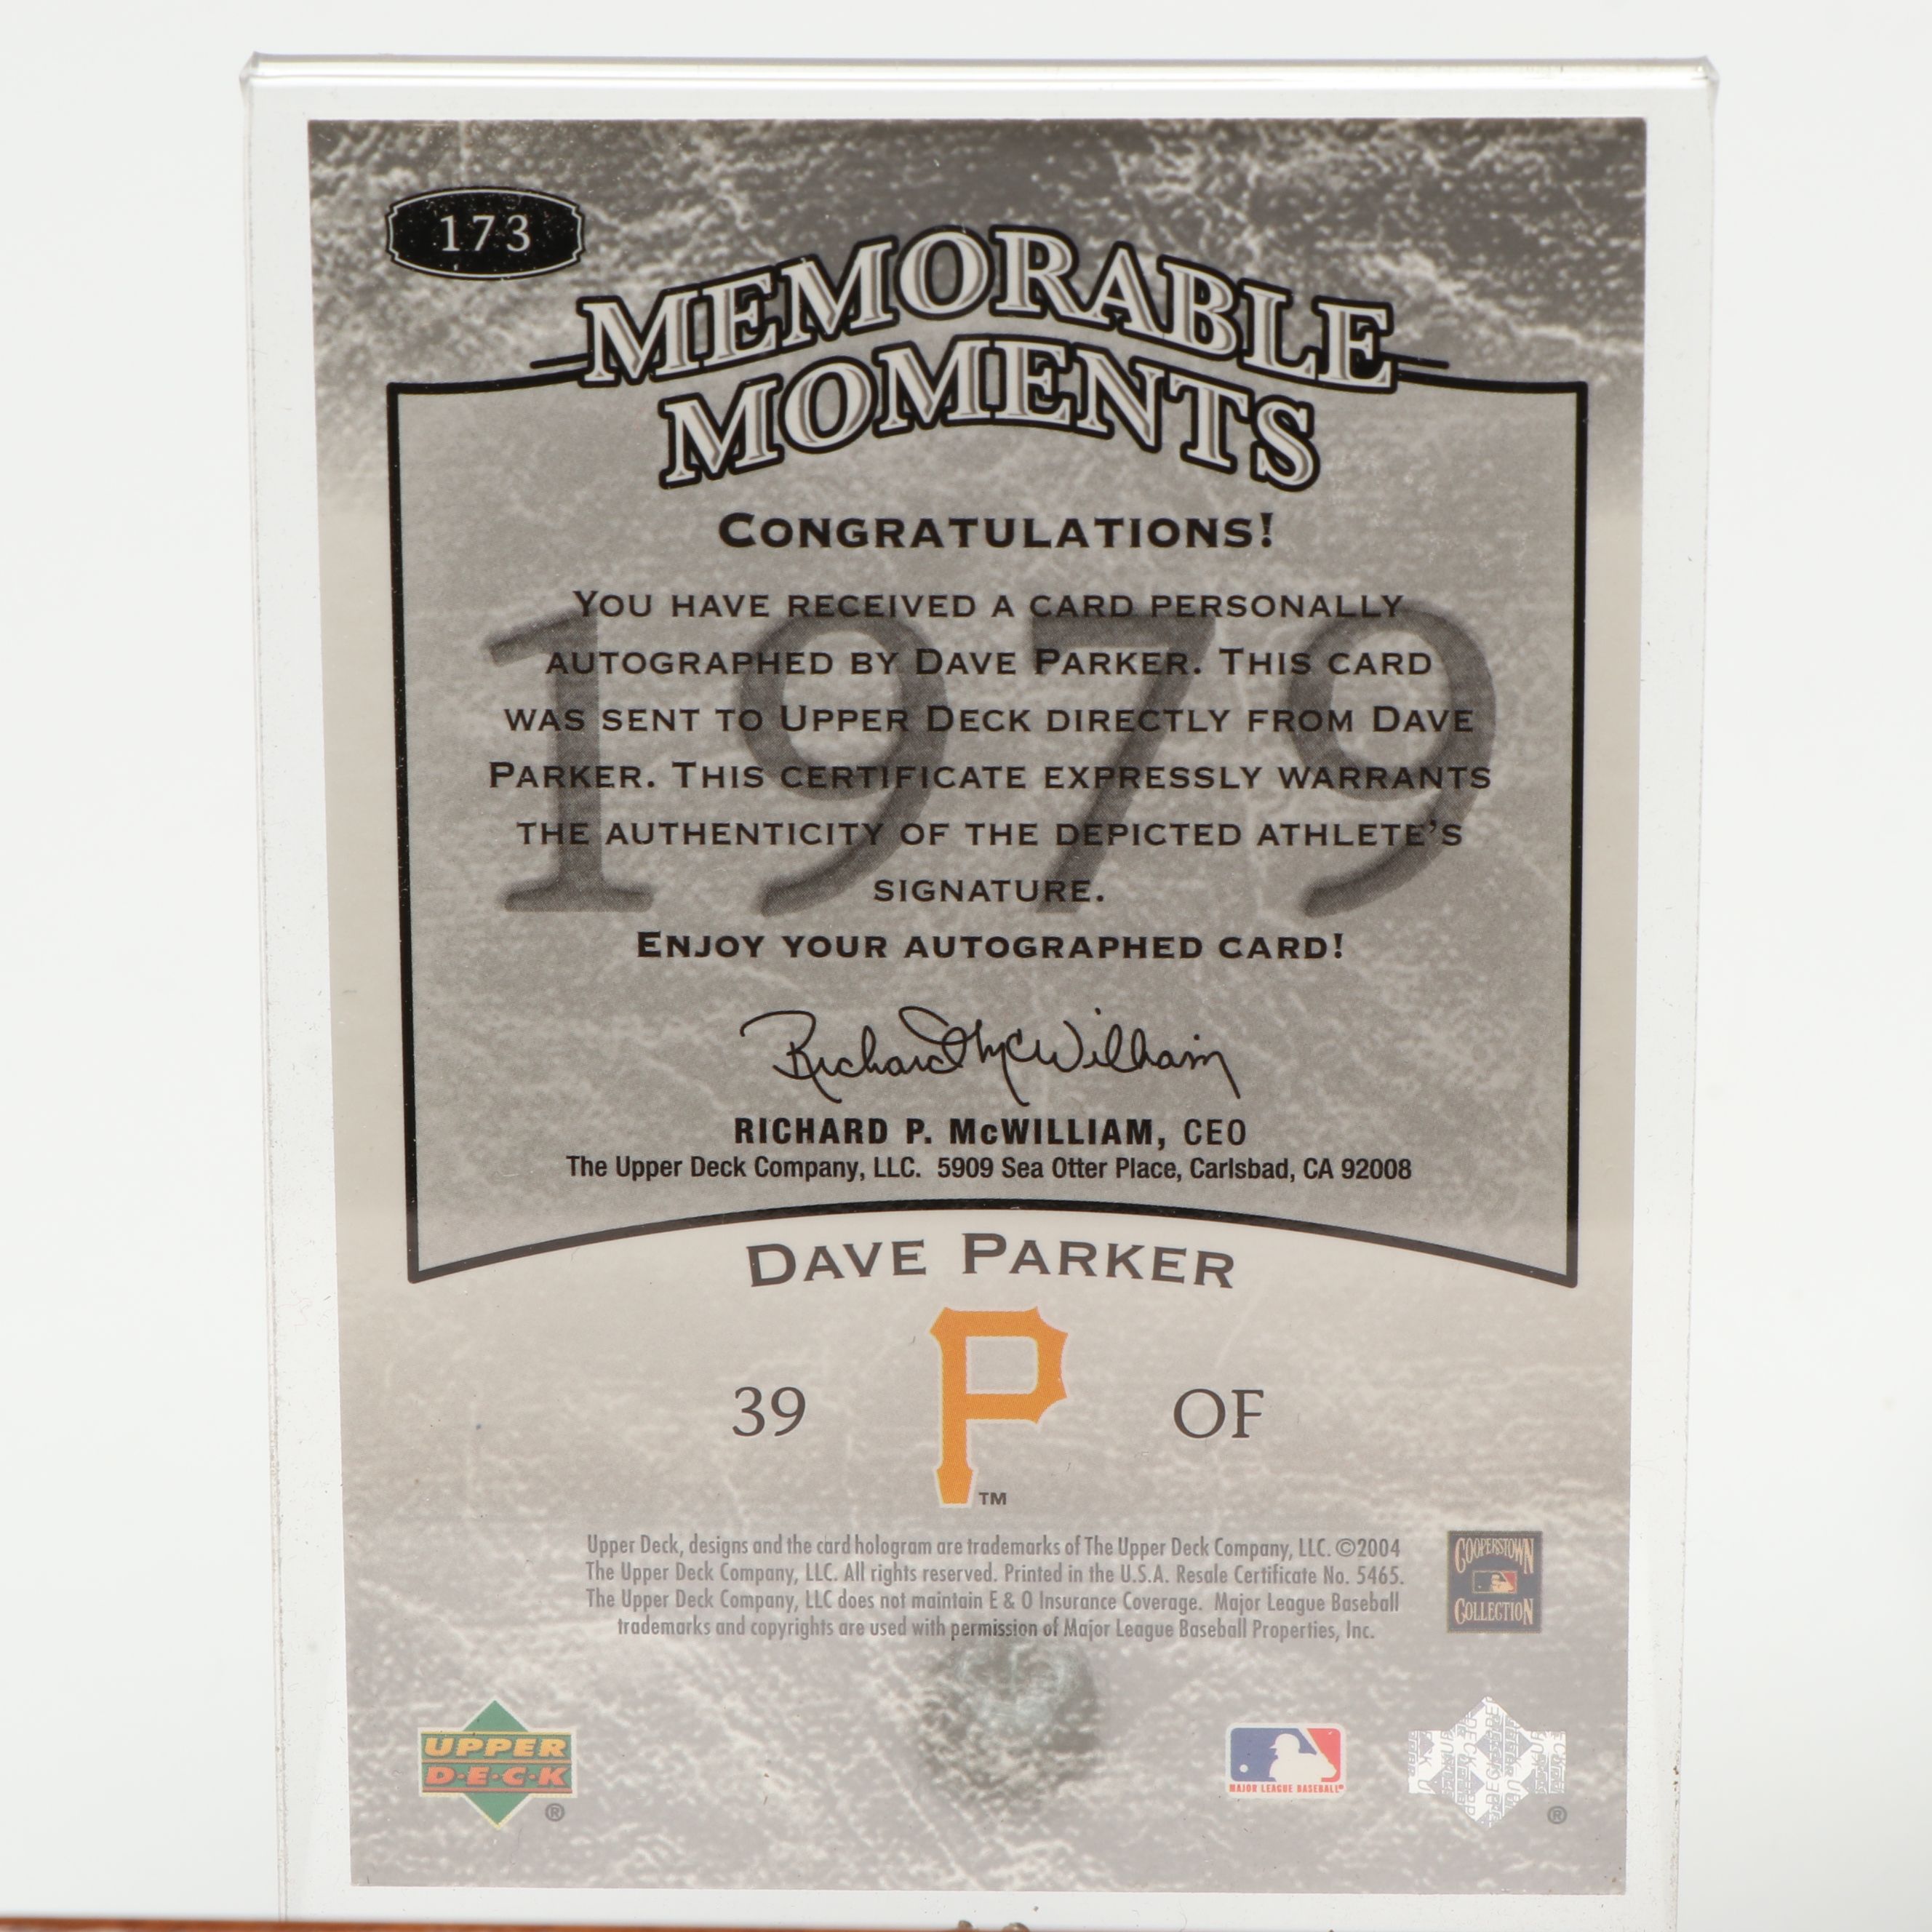 173
MEMORABLE
MOMENTS
1979
CONGRATULATIONS!
YOU HAVE RECEIVED A CARD PERSONALLY
AUTOGRAPHED BY DAVE PARKER. THIS CARD
WAS SENT TO UPPER DECK DIRECTLY FROM DAVE
PARKER. THIS CERTIFICATE EXPRESSLY WARRANTS
THE AUTHENTICITY OF THE DEPICTED ATHLETE'S
SIGNATURE.
ENJOY YOUR AUTOGRAPHED CARD!
Richard McWilliam
RICHARD P. McWILLIAM, CEO
The Upper Deck Company, LLC. 5909 Sea Otter Place, Carlsbad, CA 92008
DAVE PARKER
39 P OF
TM
Upper Deck, designs and the card hologram are trademarks of The Upper Deck Company, LLC. ©2004
The Upper Deck Company, LLC. All rights reserved. Printed in the U.S.A. Resale Certificate No. 5465.
The Upper Deck Company, LLC does not maintain E & O Insurance Coverage. Major League Baseball
trademarks and copyrights are used with permission of Major League Baseball Properties, Inc.
COOPERSTOWN
COLLECTION
UPPER
D·E·C·K
®
MAJOR LEAGUE BASEBALL®
®